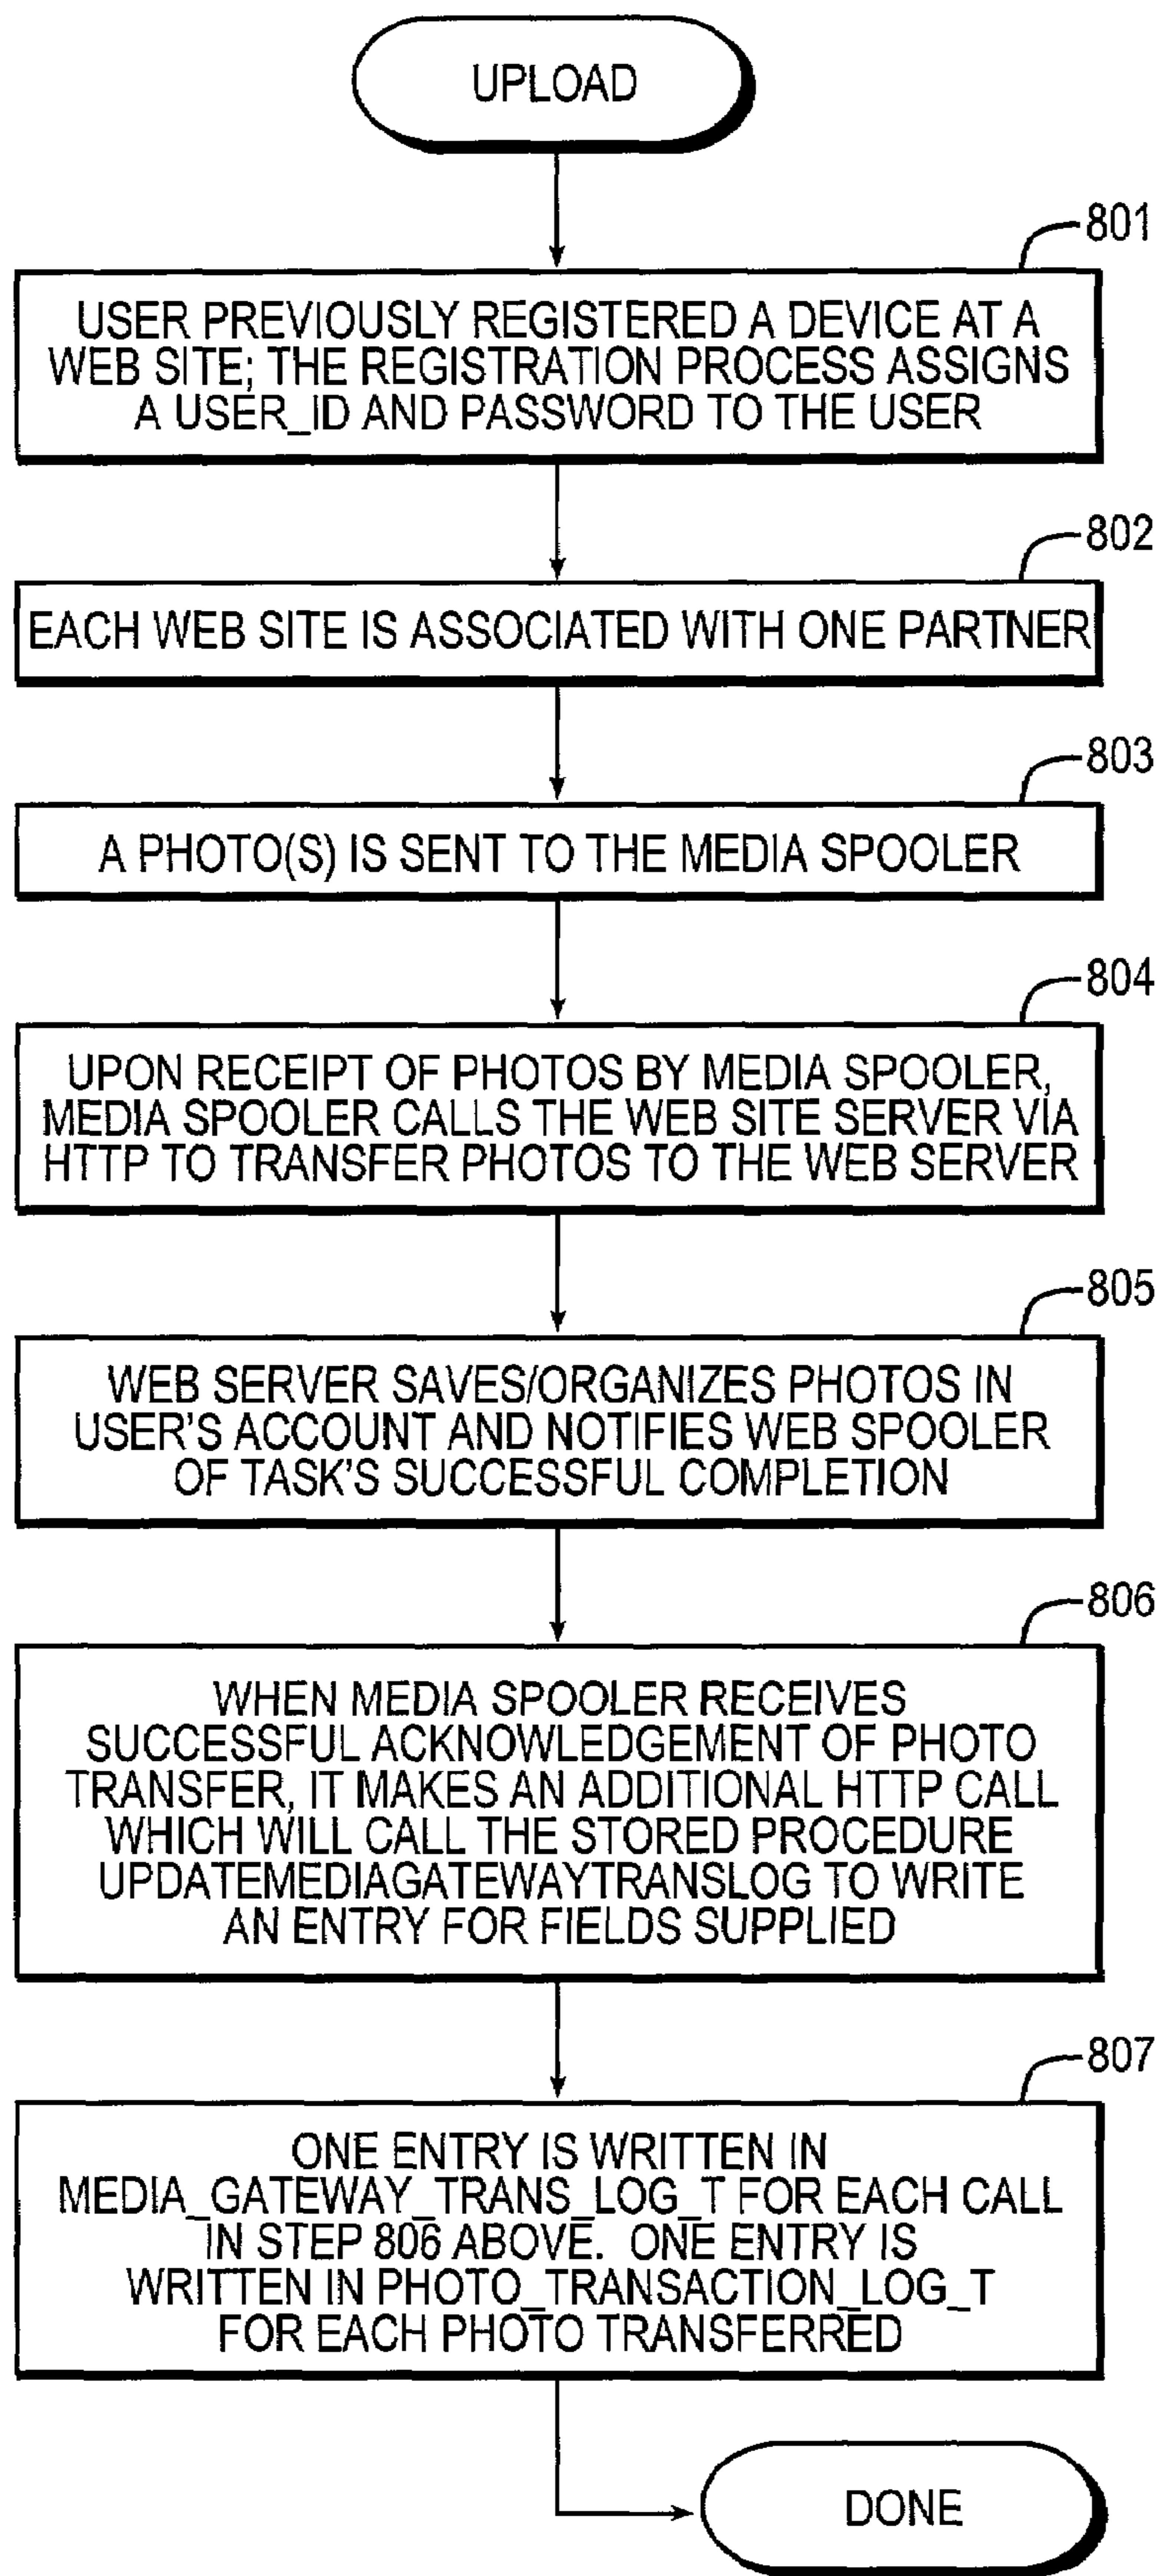 UPLOAD
801
USER PREVIOUSLY REGISTERED A DEVICE AT A
WEB SITE; THE REGISTRATION PROCESS ASSIGNS
A USER_ID AND PASSWORD TO THE USER
802
EACH WEB SITE IS ASSOCIATED WITH ONE PARTNER
803
A PHOTO(S) IS SENT TO THE MEDIA SPOOLER
804
UPON RECEIPT OF PHOTOS BY MEDIA SPOOLER,
MEDIA SPOOLER CALLS THE WEB SITE SERVER VIA
HTTP TO TRANSFER PHOTOS TO THE WEB SERVER
805
WEB SERVER SAVES/ORGANIZES PHOTOS IN
USER'S ACCOUNT AND NOTIFIES WEB SPOOLER
OF TASK'S SUCCESSFUL COMPLETION
806
WHEN MEDIA SPOOLER RECEIVES
SUCCESSFUL ACKNOWLEDGEMENT OF PHOTO
TRANSFER, IT MAKES AN ADDITIONAL HTTP CALL
WHICH WILL CALL THE STORED PROCEDURE
UPDATEMEDIAGATEWAYTRANSLOG TO WRITE
AN ENTRY FOR FIELDS SUPPLIED
807
ONE ENTRY IS WRITTEN IN
MEDIA_GATEWAY_TRANS_LOG_T FOR EACH CALL
IN STEP 806 ABOVE. ONE ENTRY IS
WRITTEN IN PHOTO_TRANSACTION_LOG_T
FOR EACH PHOTO TRANSFERRED
DONE